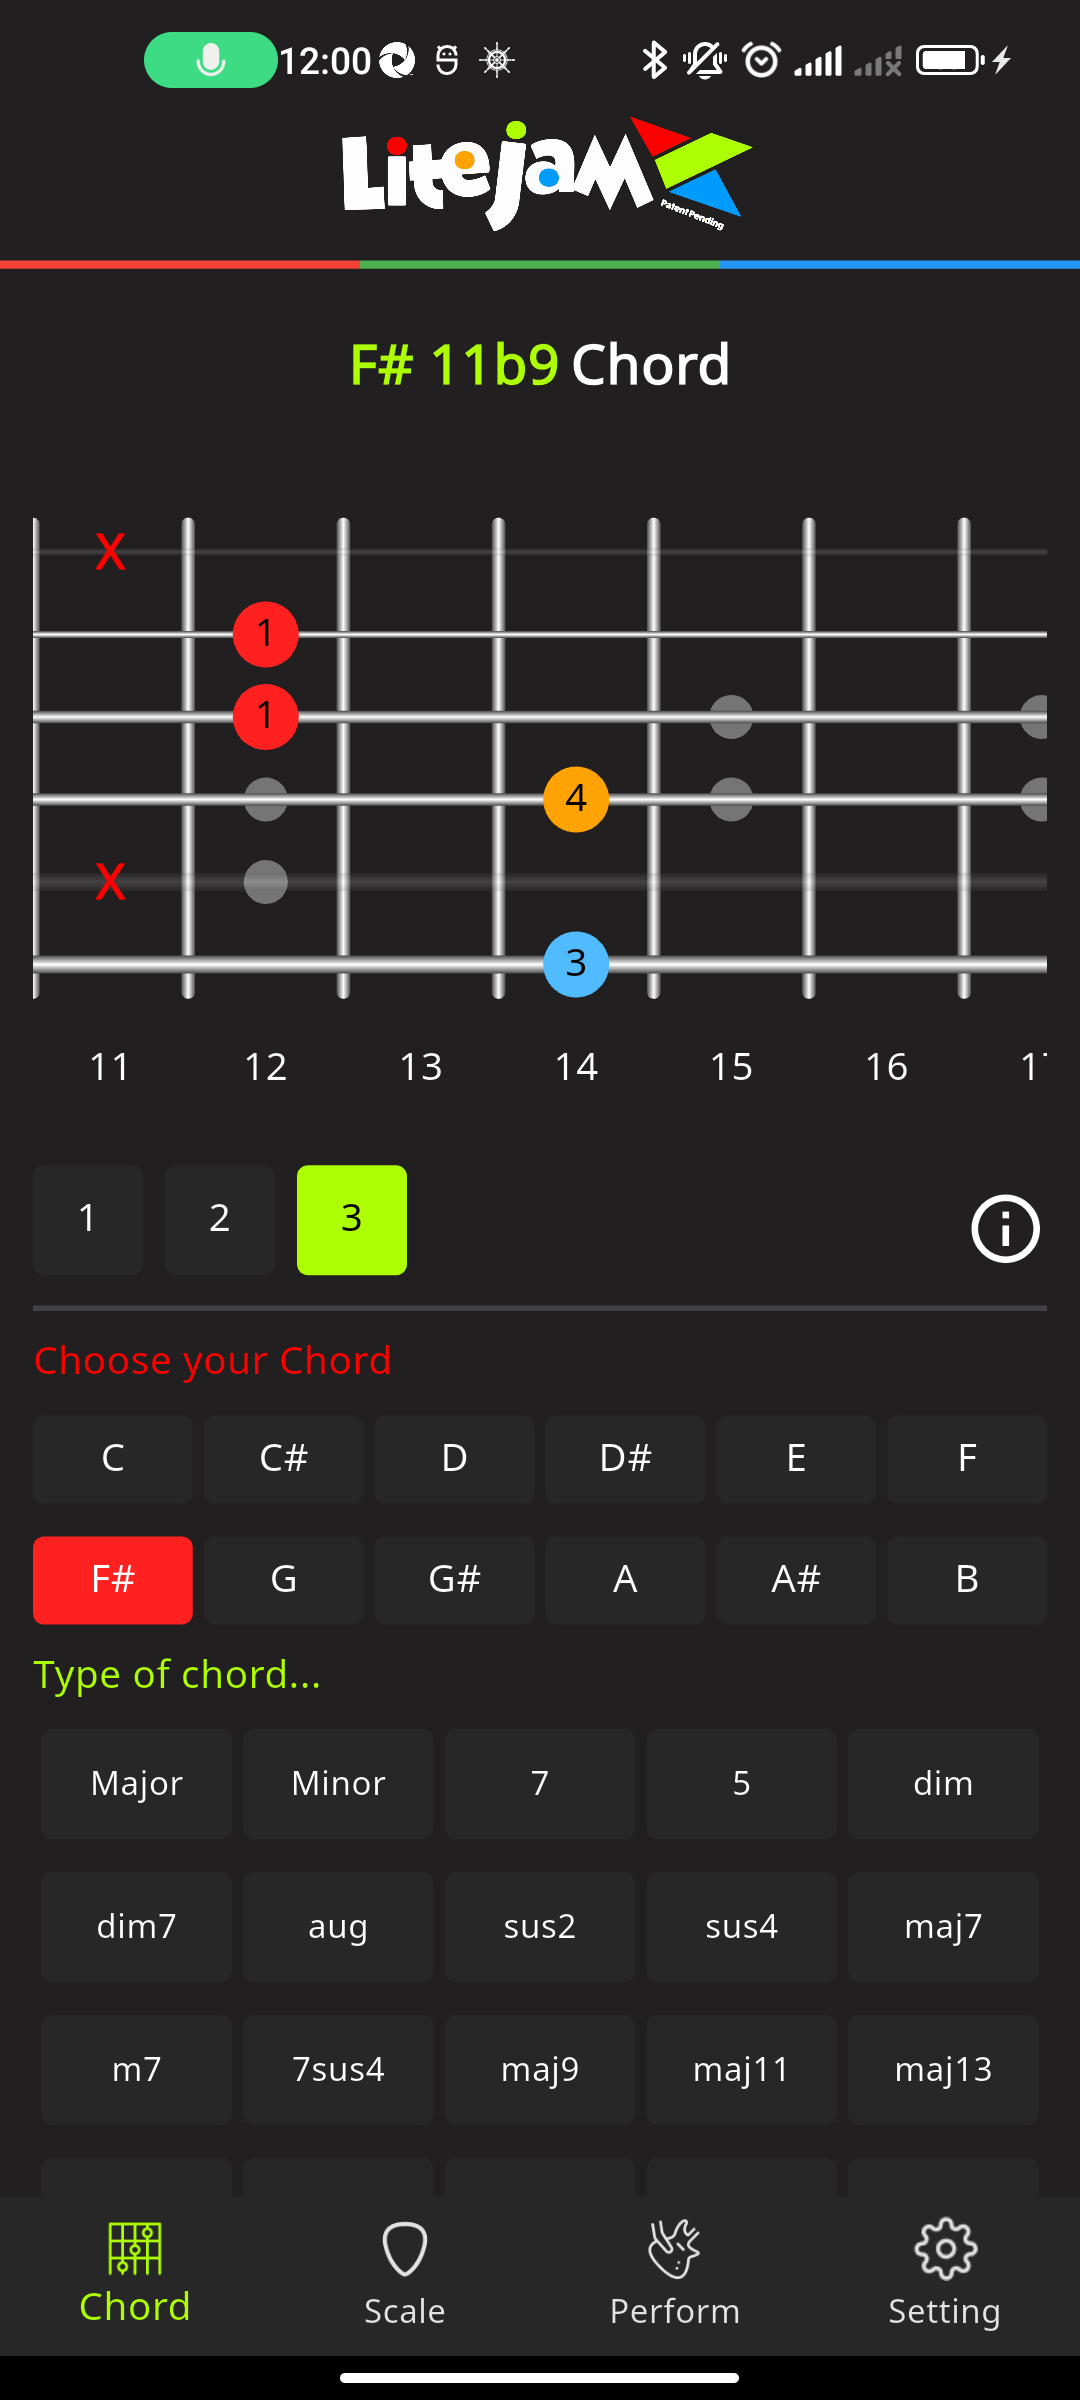 12:00
Litejam
Patent Pending
F# 11b9 Chord
X
1
1
4
X
3
11 12 13 14 15 16
1 2 3
Choose your Chord
C C# D D# E F
F# G G# A A# B
Type of chord...
Major Minor 7 5 dim
dim7 aug sus2 sus4 maj7
m7 7sus4 maj9 maj11 maj13
Chord Scale Perform Setting